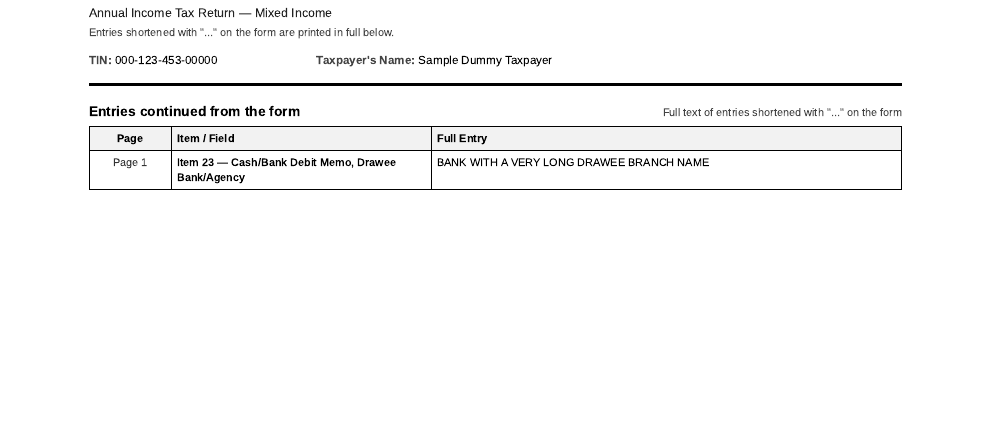 Annual Income Tax Return — Mixed Income
Entries shortened with "..." on the form are printed in full below.
TIN: 000-123-453-00000 Taxpayer's Name: Sample Dummy Taxpayer
Entries continued from the form Full text of entries shortened with "..." on the form
Page Item / Field Full Entry
Page 1 Item 23 — Cash/Bank Debit Memo, Drawee BANK WITH A VERY LONG DRAWEE BRANCH NAME
Bank/Agency